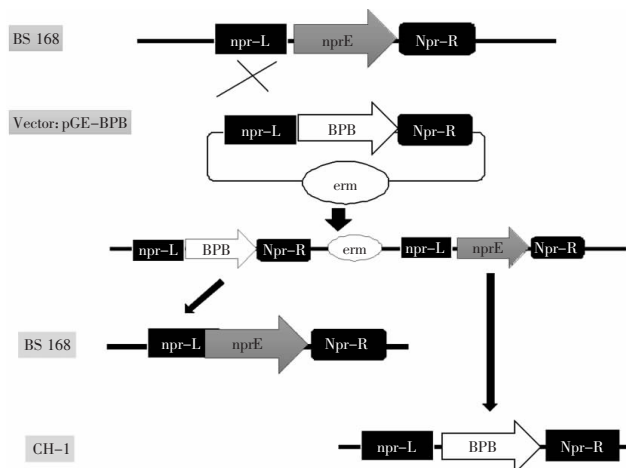 BS 168 npr-L nprE Npr-R
Vector: pGE-BPB npr-L BPB Npr-R
erm
npr-L BPB Npr-R erm npr-L nprE Npr-R
BS 168 npr-L nprE Npr-R
CH-1 npr-L BPB Npr-R